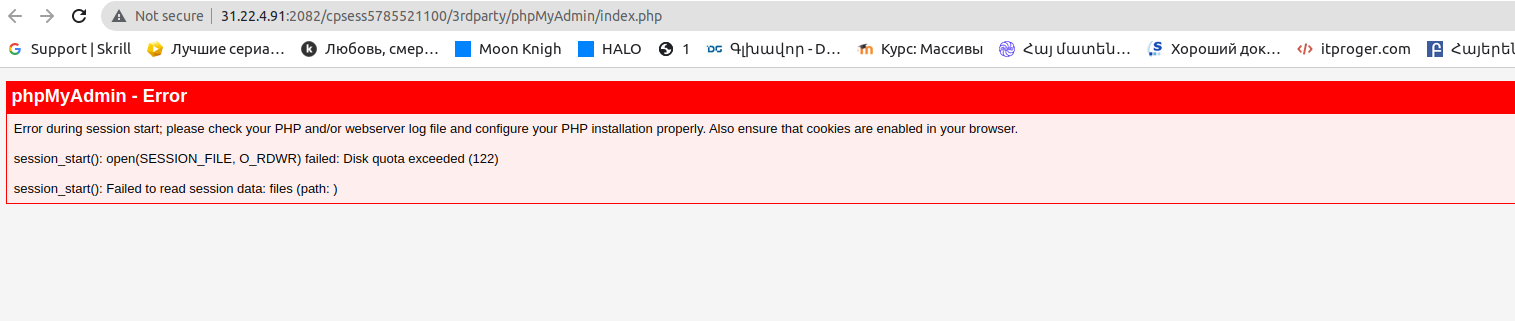 Not secure | 31.22.4.91:2082/cpsess5785521100/3rdparty/phpMyAdmin/index.php
Support | Skrill Лучшие сериа... Любовь, смер... Moon Knigh HALO 1 Գլխավոր - D... Курс: Массивы Հայ մատեն... Хороший док... itproger.com Հայերեն
phpMyAdmin - Error
Error during session start; please check your PHP and/or webserver log file and configure your PHP installation properly. Also ensure that cookies are enabled in your browser.
session_start(): open(SESSION_FILE, O_RDWR) failed: Disk quota exceeded (122)
session_start(): Failed to read session data: files (path: )